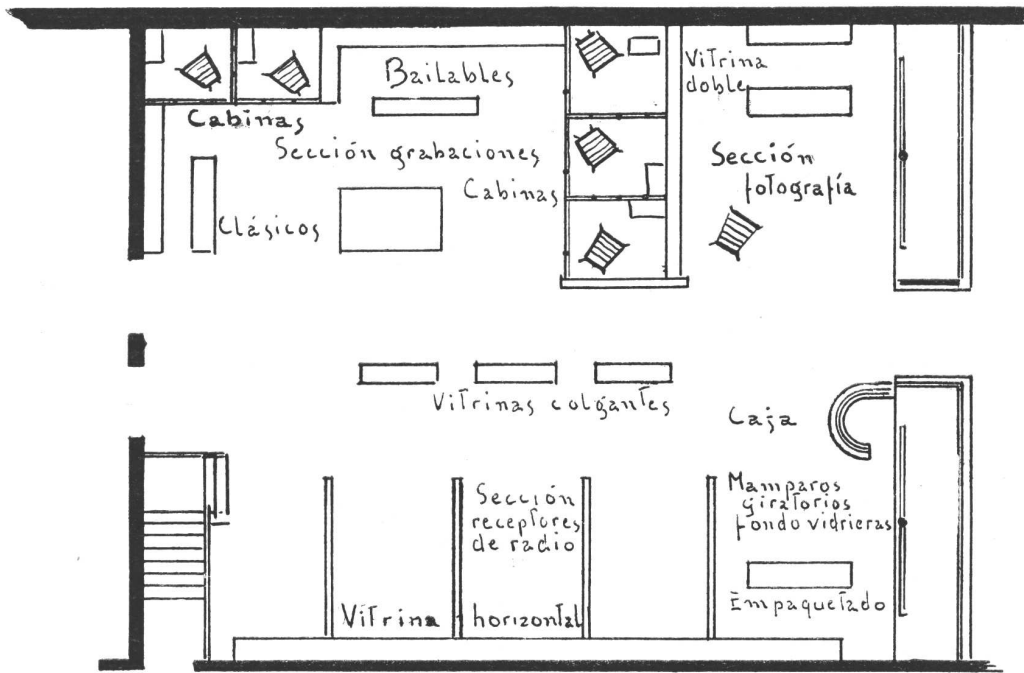 Bailables
Vitrina
doble
Cabinas
Sección grabaciones
Sección
fotografía
Cabinas
Clásicos
Vitrinas colgantes
Caja
Mamparos
giratorios
fondo vidrieras
Sección
receptores
de radio
Empaquetado
Vitrina horizontal